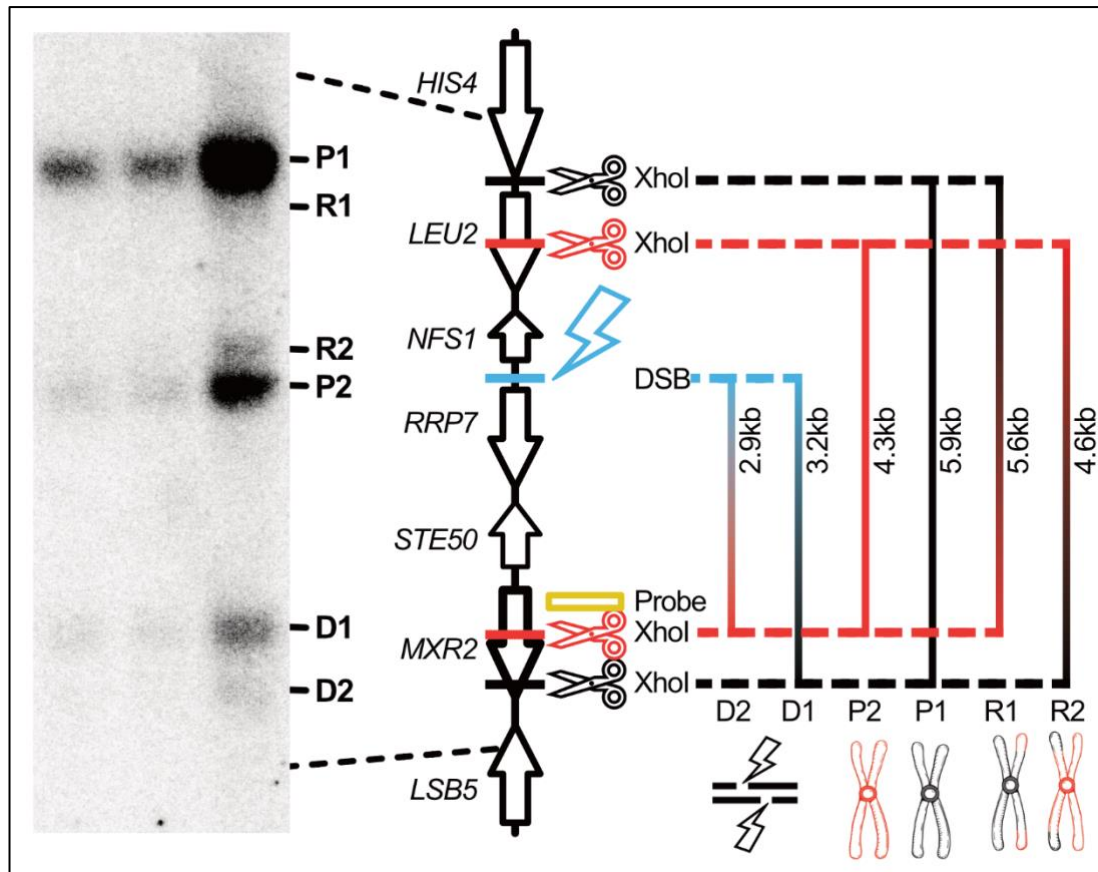 HIS4
P1
XhoI
R1
LEU2
XhoI
NFS1
R2
P2
DSB
RRP7
2.9kb
3.2kb
4.3kb
5.9kb
5.6kb
4.6kb
STE50
Probe
D1
XhoI
MXR2
XhoI
D2
D2 D1 P2 P1 R1 R2
LSB5